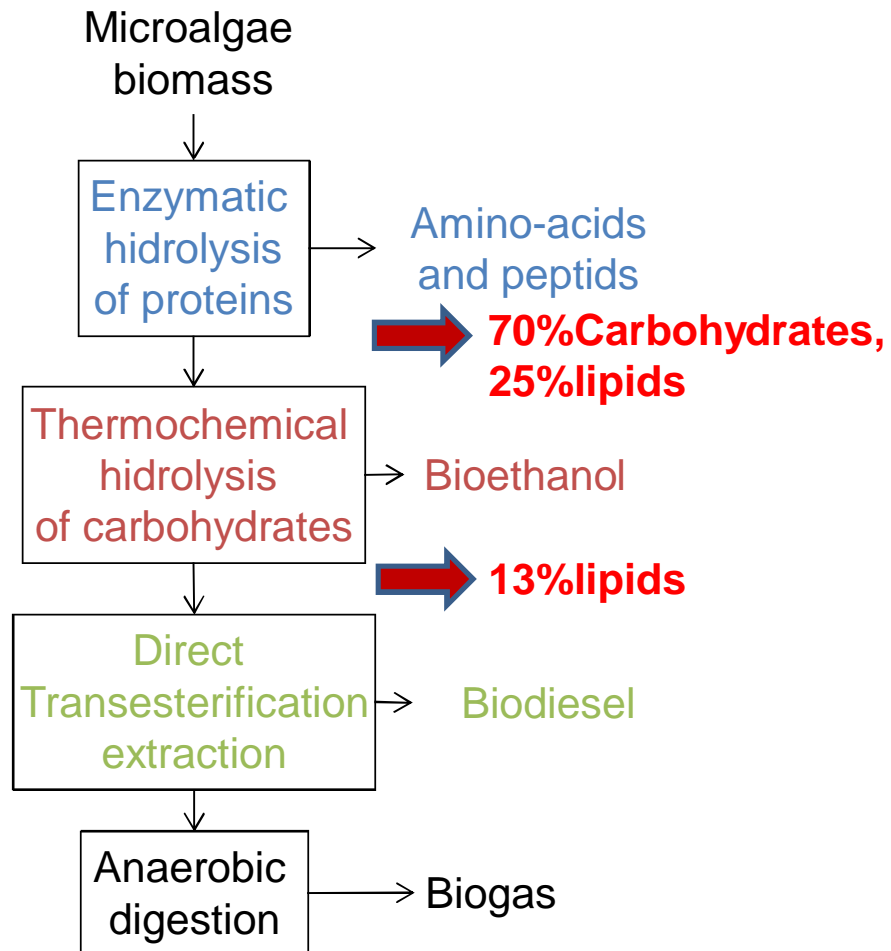 Microalgae
biomass
Enzymatic
hidrolysis
of proteins
Amino-acids
and peptids
70%Carbohydrates,
25%lipids
Thermochemical
hidrolysis
of carbohydrates
Bioethanol
13%lipids
Direct
Transesterification
extraction
Biodiesel
Anaerobic
digestion
Biogas